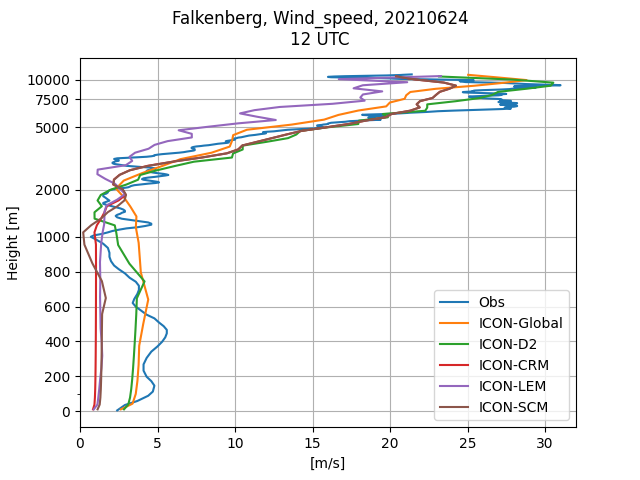 Falkenberg, Wind_speed, 20210624
12 UTC
10000
7500
5000
2000
1000
800
600
400
200
0
Height [m]
0 5 10 15 20 25 30
[m/s]
Obs
ICON-Global
ICON-D2
ICON-CRM
ICON-LEM
ICON-SCM